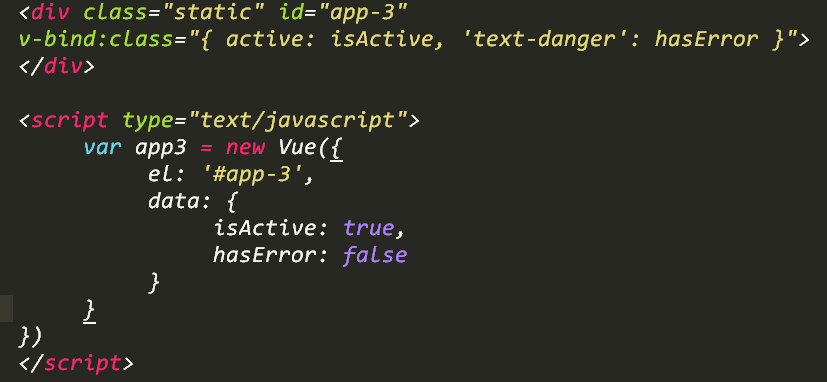 <div class="static" id="app-3"
v-bind:class="{ active: isActive, 'text-danger': hasError }">
</div>

<script type="text/javascript">
     var app3 = new Vue({
          el: '#app-3',
          data: {
               isActive: true,
               hasError: false
          }
     }
})
</script>